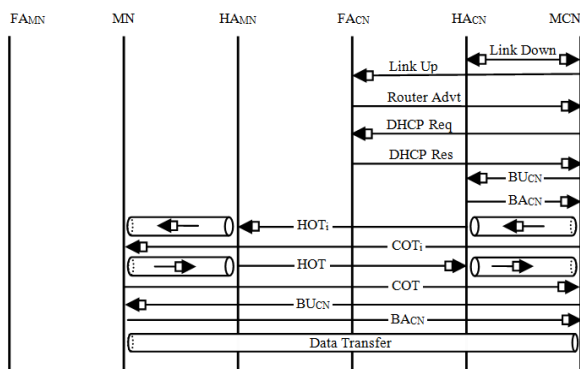 FAMN MN HAMN FACN HACN MCN
Link Down
Link Up
Router Advt
DHCP Req
DHCP Res
BUCN
BACN
HOTi
COTi
HOT
COT
BUCN
BACN
Data Transfer